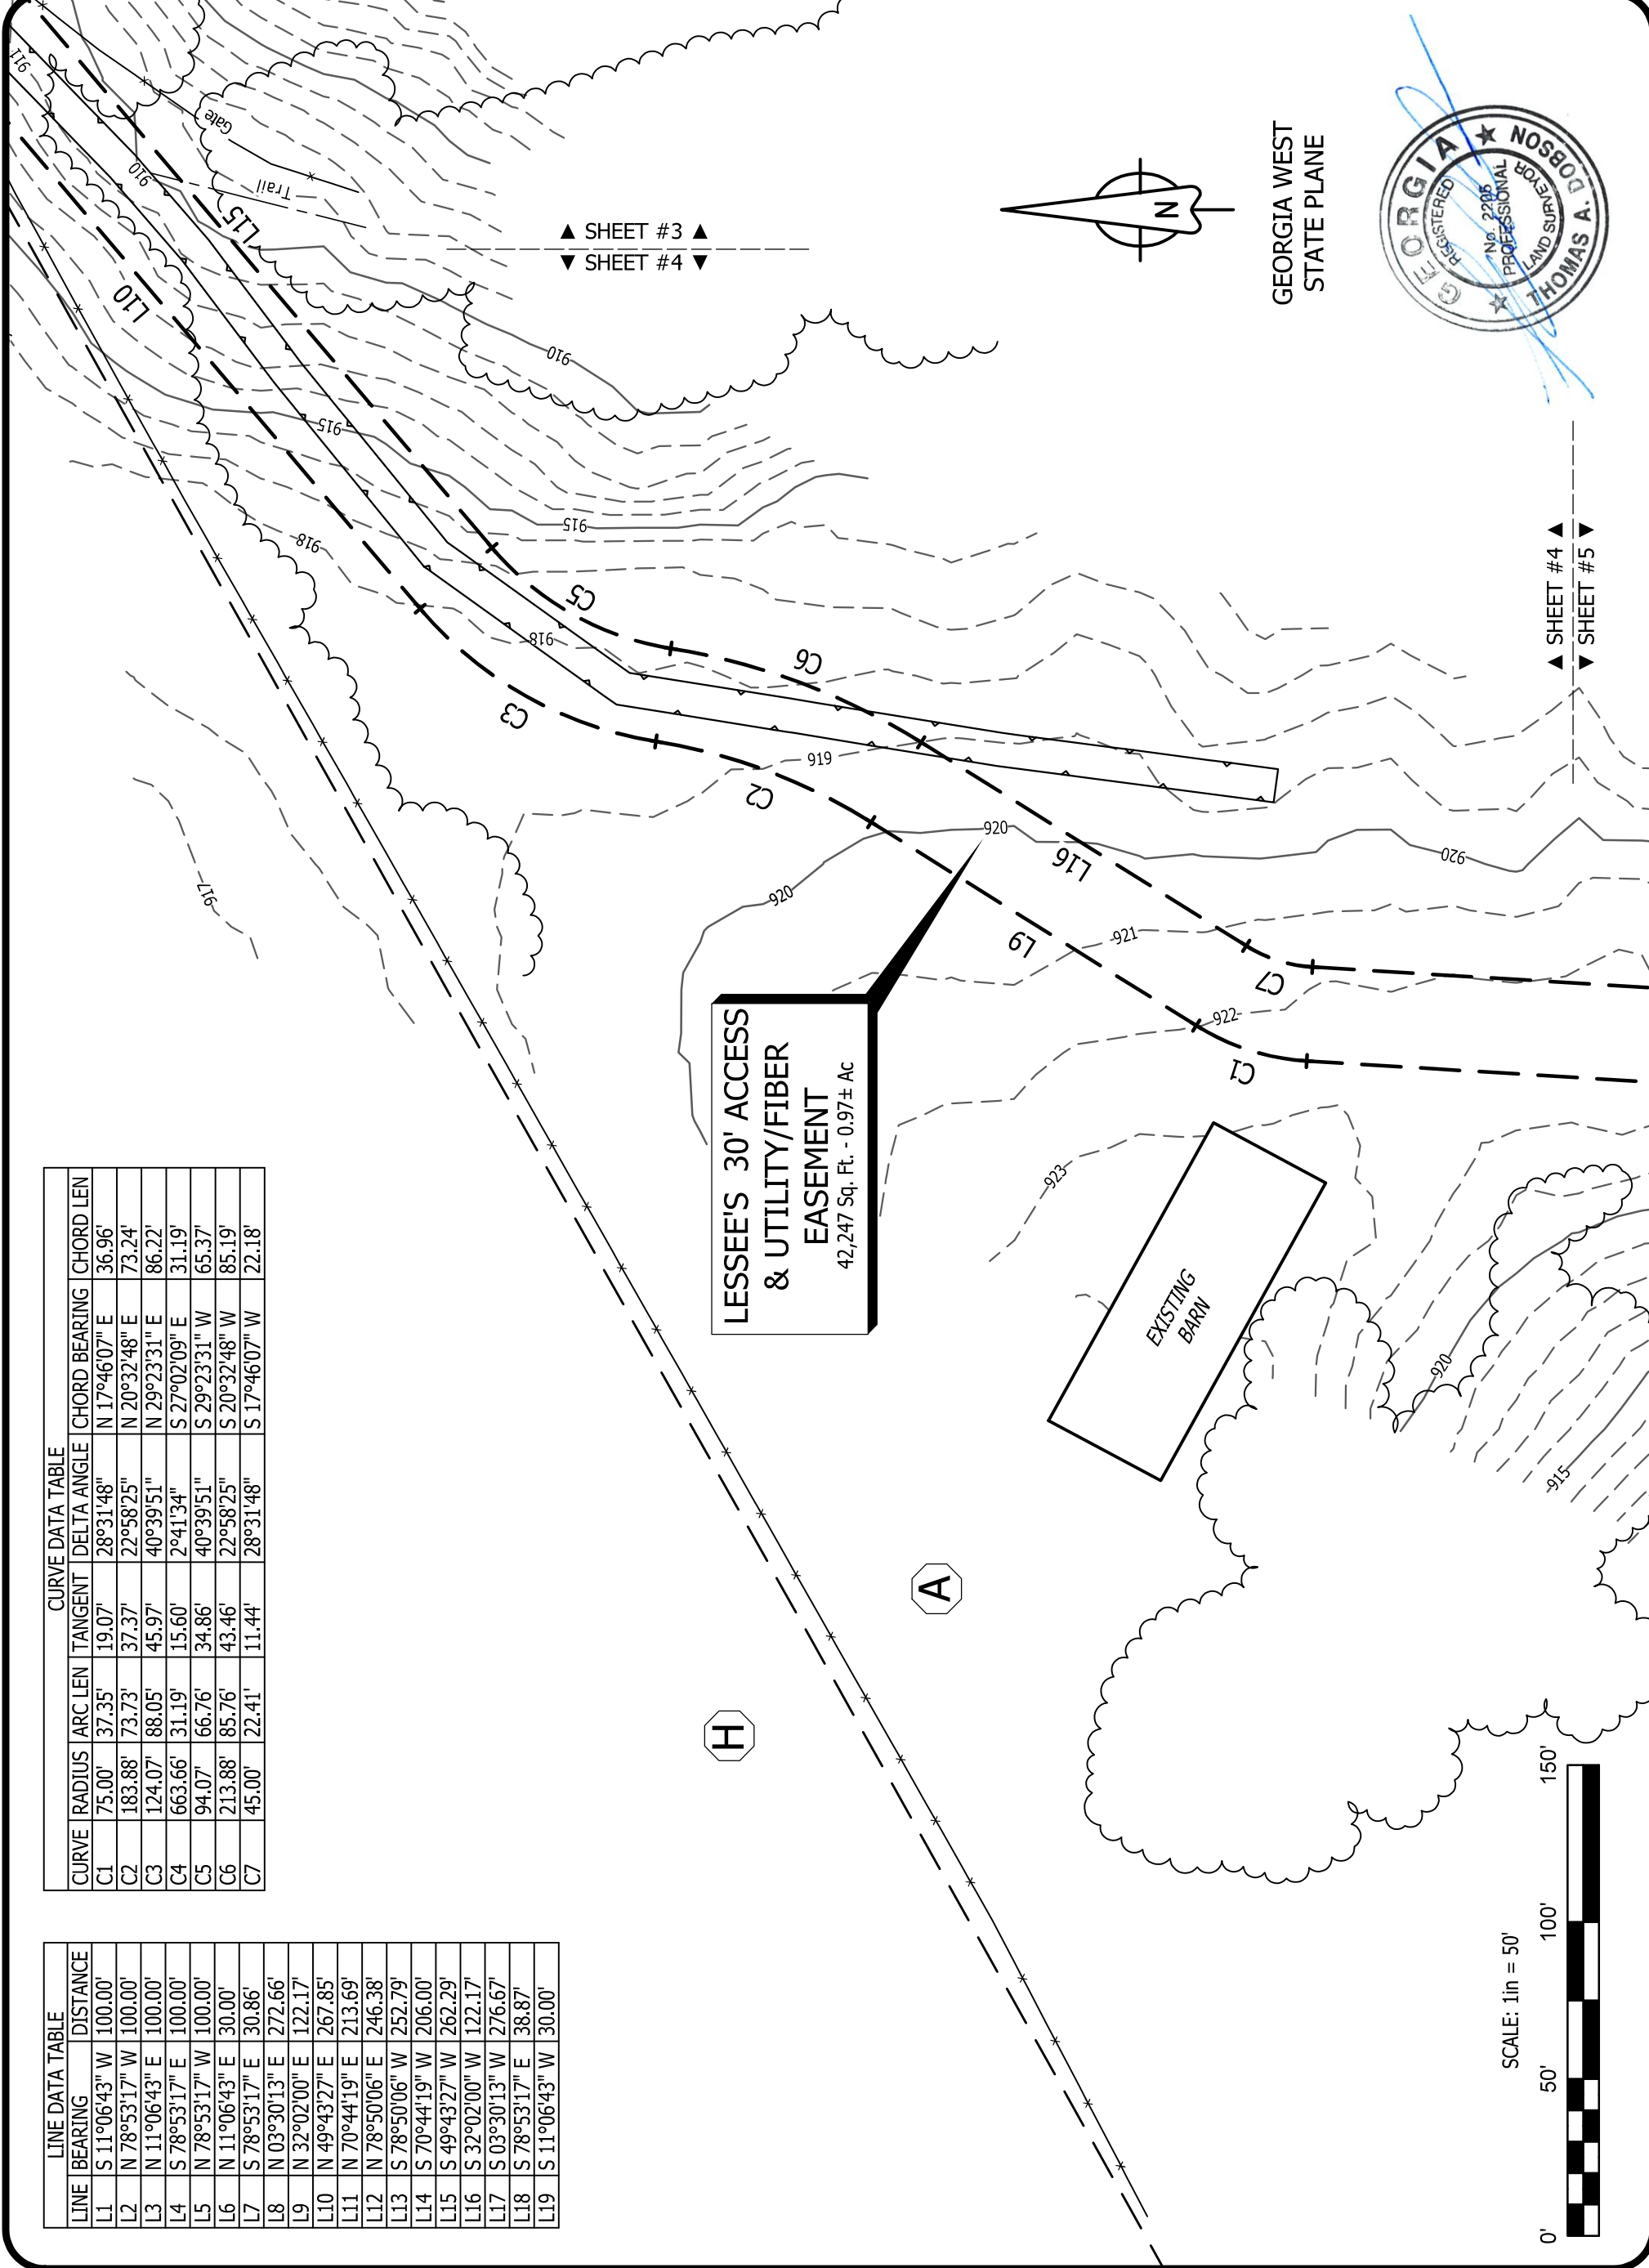 LINE DATA TABLE
LINE BEARING DISTANCE
L1 S 11°06'43" W 100.00'
L2 N 78°53'17" W 100.00'
L3 N 11°06'43" E 100.00'
L4 S 78°53'17" E 100.00'
L5 N 78°53'17" W 100.00'
L6 N 11°06'43" E 30.00'
L7 S 78°53'17" E 30.86'
L8 N 03°30'13" E 272.66'
L9 N 32°02'00" E 122.17'
L10 N 49°43'27" E 267.85'
L11 N 70°44'19" E 213.69'
L12 N 78°50'06" E 246.38'
L13 S 78°50'06" W 252.79'
L14 S 70°44'19" W 206.00'
L15 S 49°43'27" W 262.29'
L16 S 32°02'00" W 122.17'
L17 S 03°30'13" W 276.67'
L18 S 78°53'17" E 38.87'
L19 S 11°06'43" W 30.00'
CURVE DATA TABLE
CURVE RADIUS ARC LEN TANGENT DELTA ANGLE CHORD BEARING CHORD LEN
C1 75.00' 37.35' 19.07' 28°31'48" N 17°46'07" E 36.96'
C2 183.88' 73.73' 37.37' 22°58'25" N 20°32'48" E 73.24'
C3 124.07' 88.05' 45.97' 40°39'51" N 29°23'31" E 86.22'
C4 663.66' 31.19' 15.60' 2°41'34" S 27°02'09" E 31.19'
C5 94.07' 66.76' 34.86' 40°39'51" S 29°23'31" W 65.37'
C6 213.88' 85.76' 43.46' 22°58'25" S 20°32'48" W 85.19'
C7 45.00' 22.41' 11.44' 28°31'48" S 17°46'07" W 22.18'
911
910
Gate
Trail
L15
L10
▲ SHEET #3 ▲
▼ SHEET #4 ▼
910
915
915
918
918
C5
C3
C6
C2
919
920
920
920
L16
L9
921
922
C7
C1
917
923
LESSEE'S 30' ACCESS
& UTILITY/FIBER
EASEMENT
42,247 Sq. Ft. - 0.97± Ac
EXISTING
BARN
920
915
H
A
N
GEORGIA WEST
STATE PLANE
GEORGIA
REGISTERED
No. 2205
PROFESSIONAL
LAND SURVEYOR
THOMAS A. DOBSON
▲ SHEET #4 ▲
▼ SHEET #5 ▼
SCALE: 1in = 50'
0' 50' 100' 150'